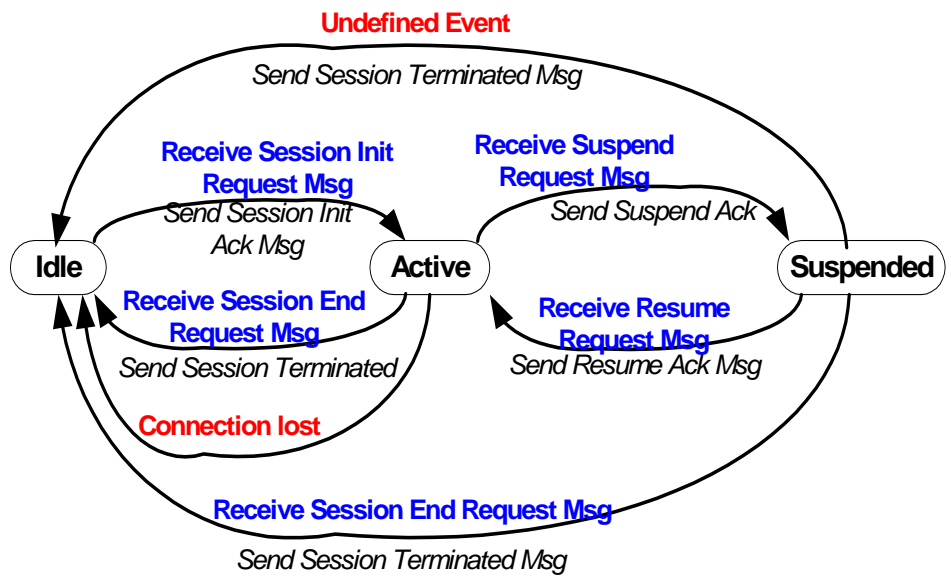 Undefined Event
Send Session Terminated Msg
Receive Session Init
Request Msg
Send Session Init
Ack Msg
Receive Suspend
Request Msg
Send Suspend Ack
Idle
Active
Suspended
Receive Session End
Request Msg
Send Session Terminated
Receive Resume
Request Msg
Send Resume Ack Msg
Connection lost
Receive Session End Request Msg
Send Session Terminated Msg